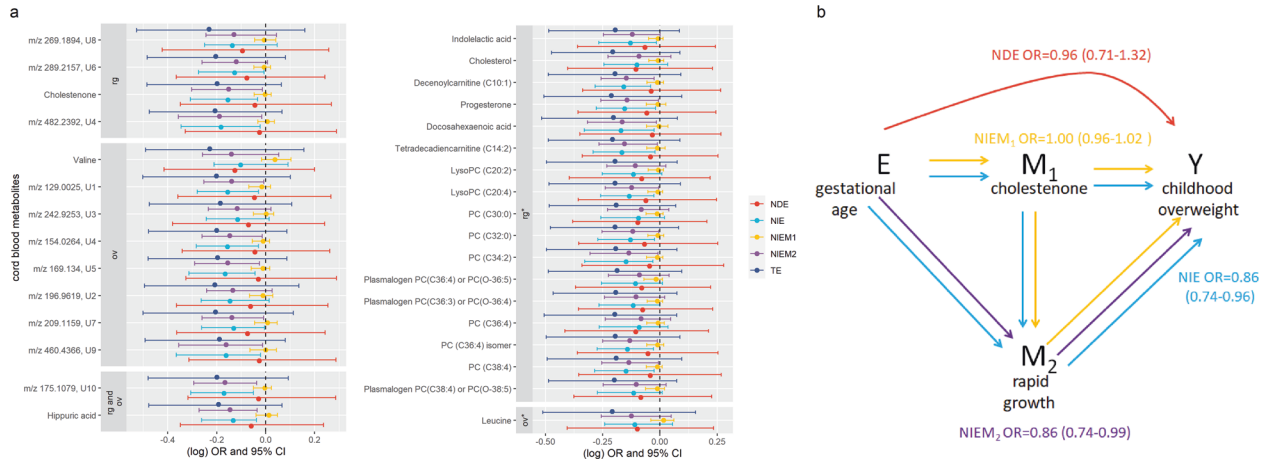 a
cord blood metabolites
rg
m/z 269.1894, U8
m/z 289.2157, U6
Cholestenone
m/z 482.2392, U4
ov
Valine
m/z 129.0025, U1
m/z 242.9253, U3
m/z 154.0264, U4
m/z 169.134, U5
m/z 196.9619, U2
m/z 209.1159, U7
m/z 460.4366, U9
rg and
ov
m/z 175.1079, U10
Hippuric acid
-0.4
-0.2
0.0
0.2
(log) OR and 95% CI
rg*
Indolelactic acid
Cholesterol
Decenoylcarnitine (C10:1)
Progesterone
Docosahexaenoic acid
Tetradecadiencarnitine (C14:2)
LysoPC (C20:2)
LysoPC (C20:4)
PC (C30:0)
PC (C32:0)
PC (C34:2)
Plasmalogen PC(C36:4) or PC(O-36:5)
Plasmalogen PC(C36:3) or PC(O-36:4)
PC (C36:4)
PC (C36:4) isomer
PC (C38:4)
Plasmalogen PC(C38:4) or PC(O-38:5)
ov*
Leucine
-0.50
-0.25
0.00
0.25
(log) OR and 95% CI
NDE
NIE
NIEM1
NIEM2
TE
b
NDE OR=0.96 (0.71-1.32)
NIEM₁ OR=1.00 (0.96-1.02 )
E
gestational
age
M₁
cholestenone
Y
childhood
overweight
NIE OR=0.86
(0.74-0.96)
M₂
rapid
growth
NIEM₂ OR=0.86 (0.74-0.99)